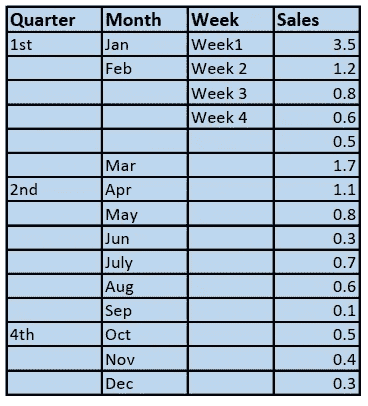 Quarter Month Week Sales
1st Jan Week1 3.5
Feb Week 2 1.2
Week 3 0.8
Week 4 0.6
0.5
Mar 1.7
2nd Apr 1.1
May 0.8
Jun 0.3
July 0.7
Aug 0.6
Sep 0.1
4th Oct 0.5
Nov 0.4
Dec 0.3